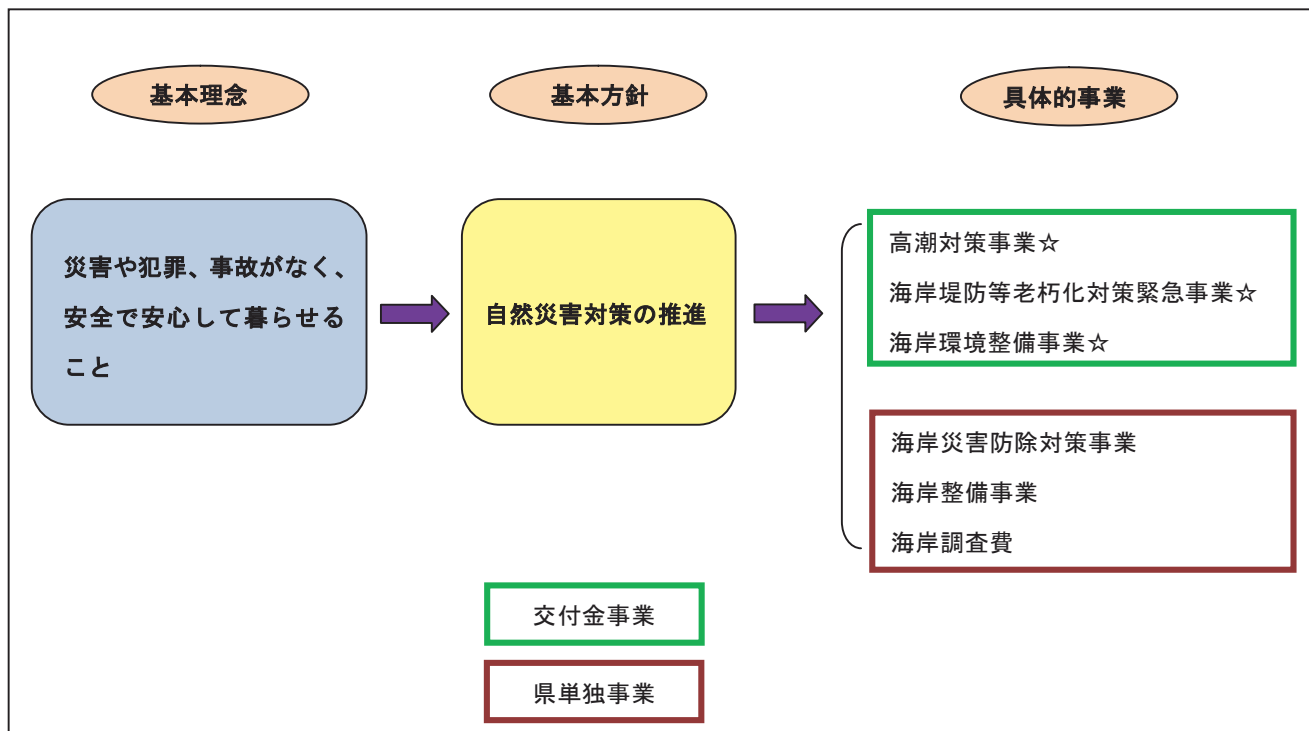 基本理念
基本方針
具体的事業
災害や犯罪、事故がなく、
安全で安心して暮らせる
こと
自然災害対策の推進
高潮対策事業☆
海岸堤防等老朽化対策緊急事業☆
海岸環境整備事業☆
海岸災害防除対策事業
海岸整備事業
海岸調査費
交付金事業
県単独事業